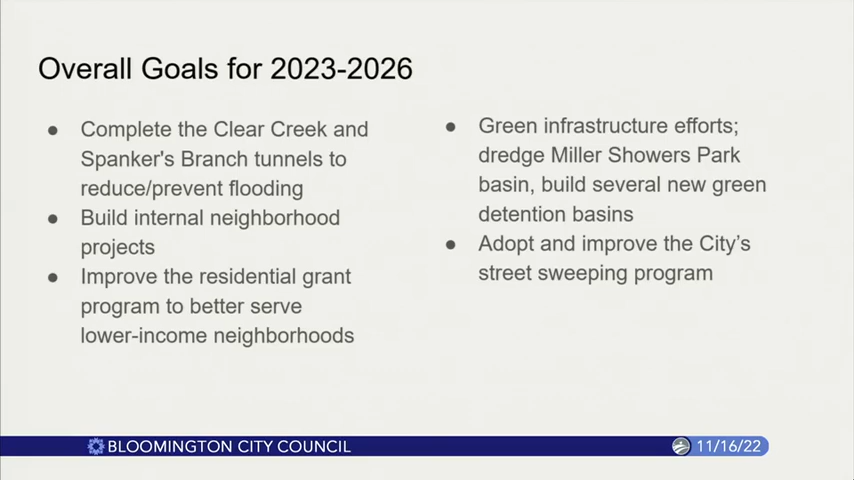 Overall Goals for 2023-2026
● Complete the Clear Creek and
Spanker's Branch tunnels to
reduce/prevent flooding
● Build internal neighborhood
projects
● Improve the residential grant
program to better serve
lower-income neighborhoods
● Green infrastructure efforts;
dredge Miller Showers Park
basin, build several new green
detention basins
● Adopt and improve the City’s
street sweeping program
BLOOMINGTON CITY COUNCIL
11/16/22